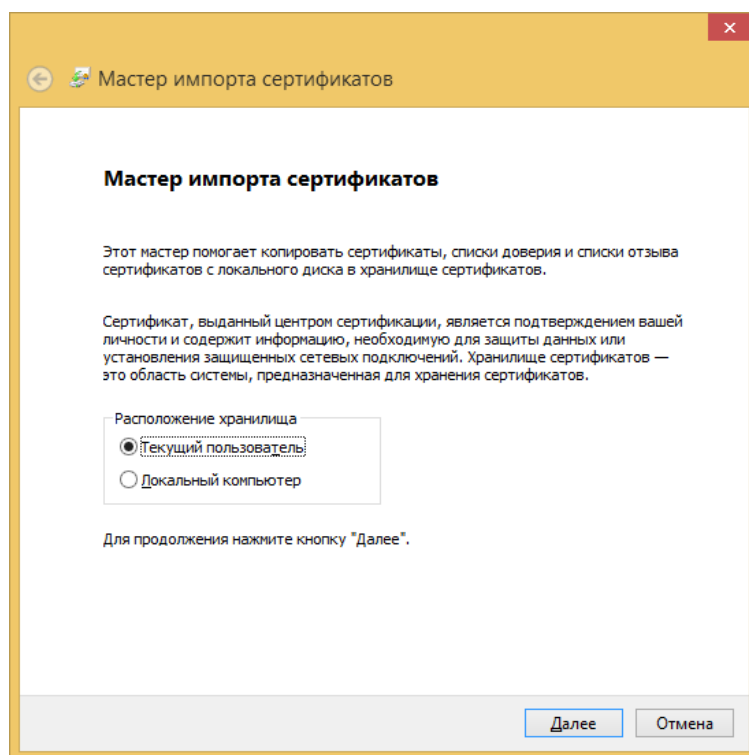 Мастер импорта сертификатов
Мастер импорта сертификатов
Этот мастер помогает копировать сертификаты, списки доверия и списки отзыва
сертификатов с локального диска в хранилище сертификатов.
Сертификат, выданный центром сертификации, является подтверждением вашей
личности и содержит информацию, необходимую для защиты данных или
установления защищенных сетевых подключений. Хранилище сертификатов —
это область системы, предназначенная для хранения сертификатов.
Расположение хранилища
Текущий пользователь
Локальный компьютер
Для продолжения нажмите кнопку "Далее".
Далее
Отмена